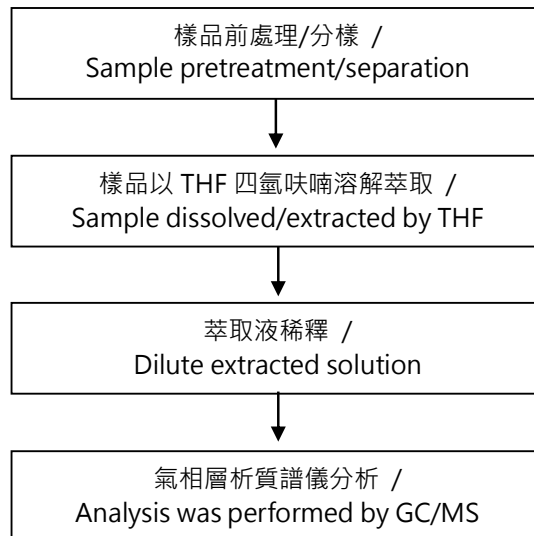 樣品前處理/分樣 /
Sample pretreatment/separation
樣品以 THF 四氫呋喃溶解萃取 /
Sample dissolved/extracted by THF
萃取液稀釋 /
Dilute extracted solution
氣相層析質譜儀分析 /
Analysis was performed by GC/MS